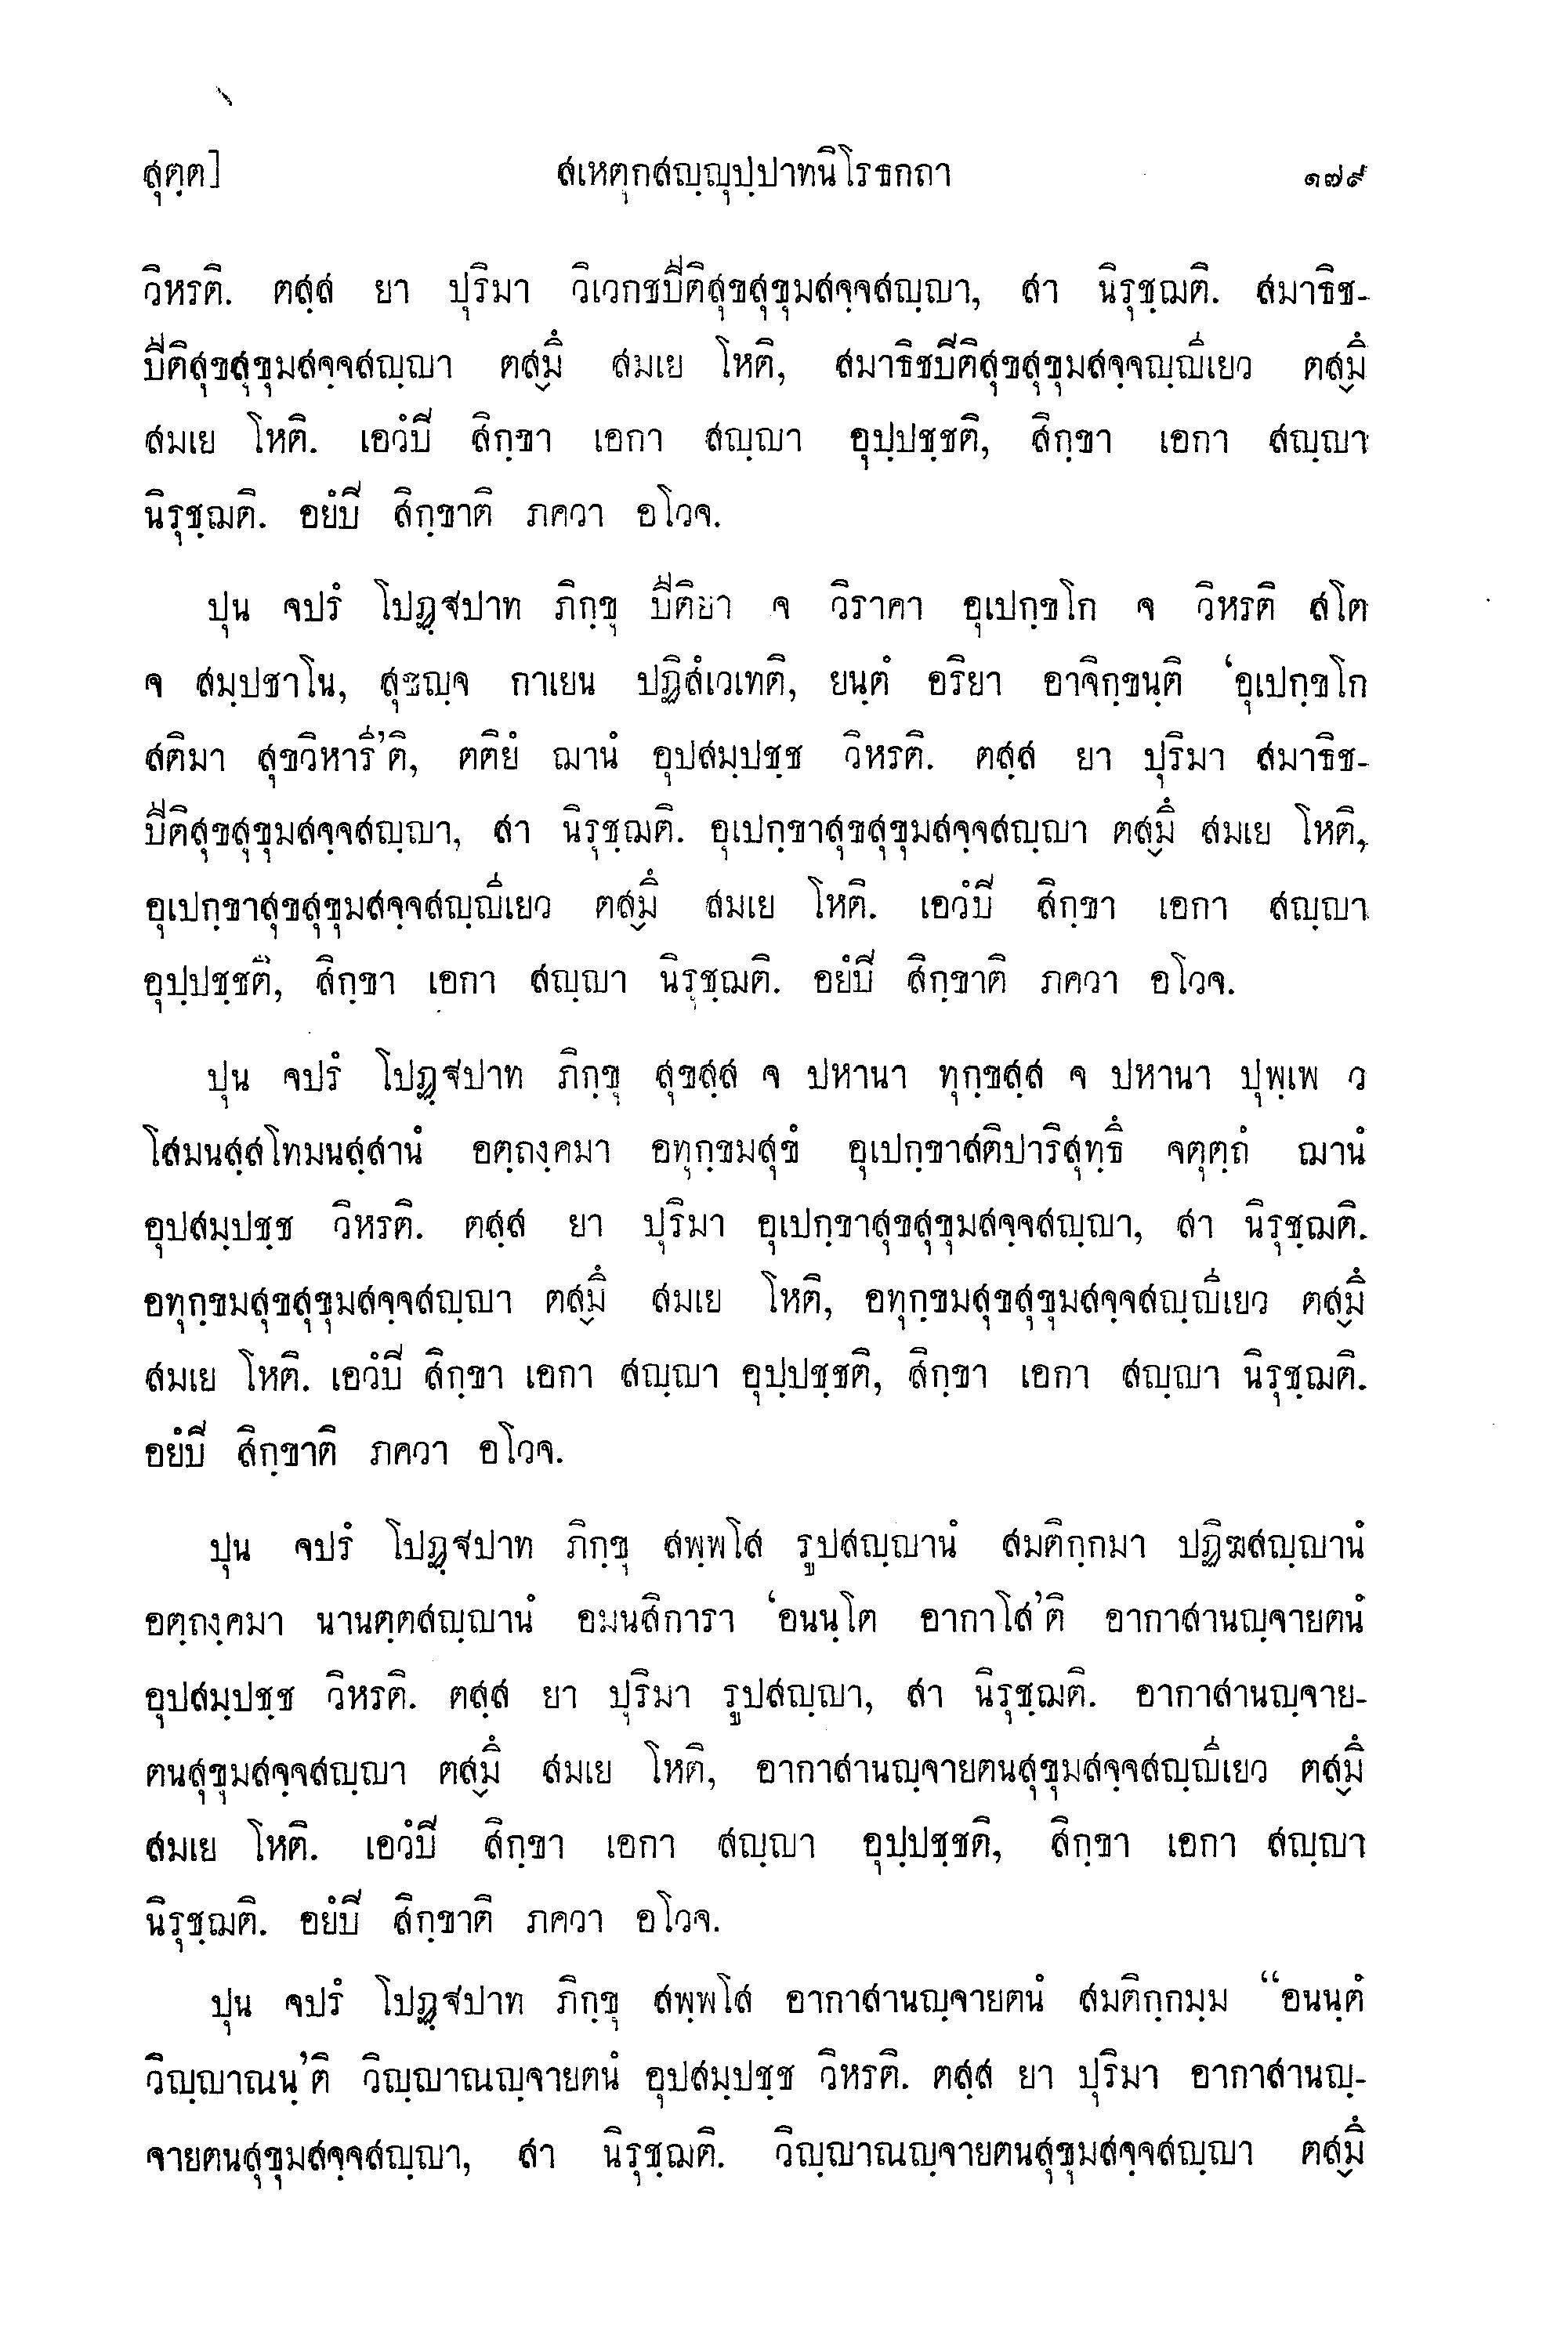 สุตฺต]
สเหตุกสญฺญุปฺปาทนิโรธกถา
๑๗๙
วิหรติ. ตสฺส ยา ปุริมา วิเวกชปีติสุขสุขุมสจฺจสญฺญา, สา นิรุชฺฌติ. สมาธิช-
ปีติสุขสุขุมสจฺจสญฺญา ตสฺมึ สมเย โหติ, สมาธิชปีติสุขสุขุมสจฺจญฺญีเยว ตสฺมึ
สมเย โหติ. เอวํปิ สิกฺขา เอกา สญฺญา อุปฺปชฺชติ, สิกฺขา เอกา สญฺญา
นิรุชฺฌติ. อยํปิ สิกฺขาติ ภควา อโวจ.
ปุน จปรํ โปฏฺฐปาท ภิกฺขุ ปีติยา จ วิราคา อุเปกฺขโก จ วิหรติ สโต
จ สมฺปชาโน, สุขญฺจ กาเยน ปฏิสํเวเทติ, ยนฺตํ อริยา อาจิกฺขนฺติ ‘อุเปกฺขโก
สติมา สุขวิหารี’ติ, ตติยํ ฌานํ อุปสมฺปชฺช วิหรติ. ตสฺส ยา ปุริมา สมาธิช-
ปีติสุขสุขุมสจฺจสญฺญา, สา นิรุชฺฌติ. อุเปกฺขาสุขสุขุมสจฺจสญฺญา ตสฺมึ สมเย โหติ,
อุเปกฺขาสุขสุขุมสจฺจสญฺญีเยว ตสฺมึ สมเย โหติ. เอวํปิ สิกฺขา เอกา สญฺญา
อุปฺปชฺชติ, สิกฺขา เอกา สญฺญา นิรุชฺฌติ. อยํปิ สิกฺขาติ ภควา อโวจ.
ปุน จปรํ โปฏฺฐปาท ภิกฺขุ สุขสฺส จ ปหานา ทุกฺขสฺส จ ปหานา ปุพฺเพ ว
โสมนสฺสโทมนสฺสานํ อตฺถงฺคมา อทุกฺขมสุขํ อุเปกฺขาสติปาริสุทฺธึ จตุตฺถํ ฌานํ
อุปสมฺปชฺช วิหรติ. ตสฺส ยา ปุริมา อุเปกฺขาสุขสุขุมสจฺจสญฺญา, สา นิรุชฺฌติ.
อทุกฺขมสุขสุขุมสจฺจสญฺญา ตสฺมึ สมเย โหติ, อทุกฺขมสุขสุขุมสจฺจสญฺญีเยว ตสฺมึ
สมเย โหติ. เอวํปิ สิกฺขา เอกา สญฺญา อุปฺปชฺชติ, สิกฺขา เอกา สญฺญา นิรุชฺฌติ.
อยํปิ สิกฺขาติ ภควา อโวจ.
ปุน จปรํ โปฏฺฐปาท ภิกฺขุ สพฺพโส รูปสญฺญานํ สมติกฺกมา ปฏิฆสญฺญานํ
อตฺถงฺคมา นานตฺตสญฺญานํ อมนสิการา ‘อนนฺโต อากาโส’ติ อากาสานญฺจายตนํ
อุปสมฺปชฺช วิหรติ. ตสฺส ยา ปุริมา รูปสญฺญา, สา นิรุชฺฌติ. อากาสานญฺจาย-
ตนสุขุมสจฺจสญฺญา ตสฺมึ สมเย โหติ, อากาสานญฺจายตนสุขุมสจฺจสญฺญีเยว ตสฺมึ
สมเย โหติ. เอวํปิ สิกฺขา เอกา สญฺญา อุปฺปชฺชติ, สิกฺขา เอกา สญฺญา
นิรุชฺฌติ. อยํปิ สิกฺขาติ ภควา อโวจ.
ปุน จปรํ โปฏฺฐปาท ภิกฺขุ สพฺพโส อากาสานญฺจายตนํ สมติกฺกมฺม “อนนฺตํ
วิญฺญาณนฺ’ติ วิญฺญาณญฺจายตนํ อุปสมฺปชฺช วิหรติ. ตสฺส ยา ปุริมา อากาสานญฺ-
จายตนสุขุมสจฺจสญฺญา, สา นิรุชฺฌติ. วิญฺญาณญฺจายตนสุขุมสจฺจสญฺญา ตสฺมึ